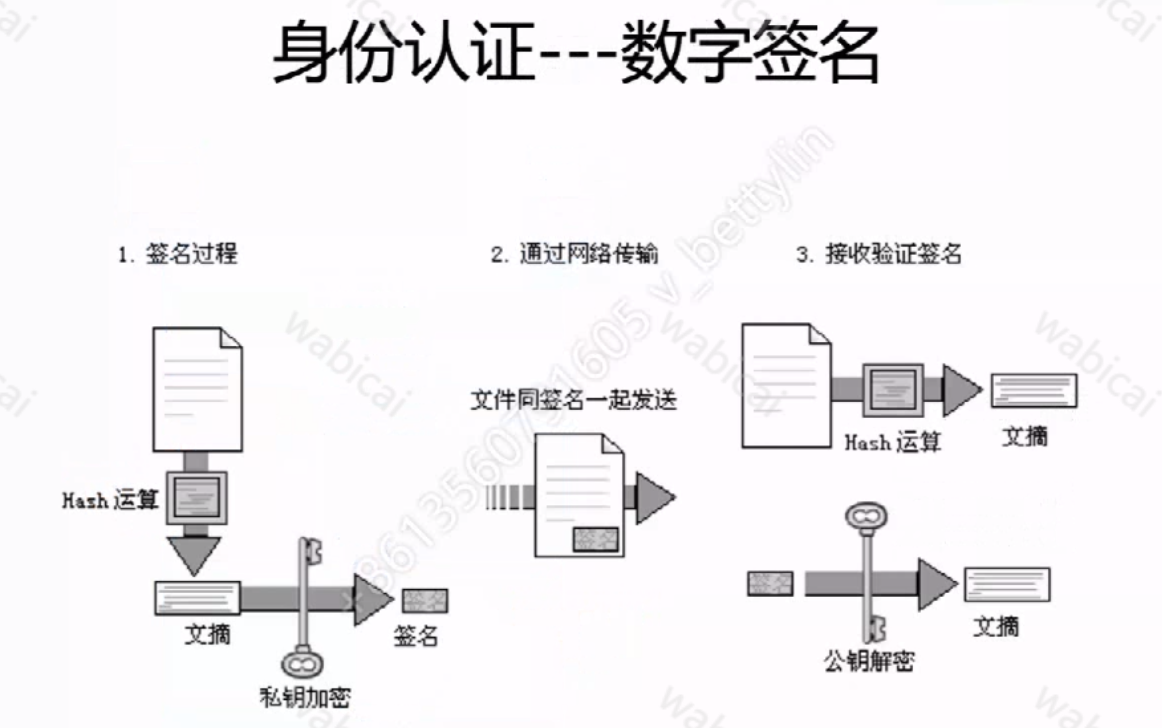 身份认证---数字签名
1. 签名过程
2. 通过网络传输
3. 接收验证签名
文件同签名一起发送
Hash 运算
文摘
Hash 运算
签名
文摘
签名
私钥加密
签名
文摘
公钥解密
+8613560791605 v_bettylin
wabicai
wabicai
wabicai
wabicai